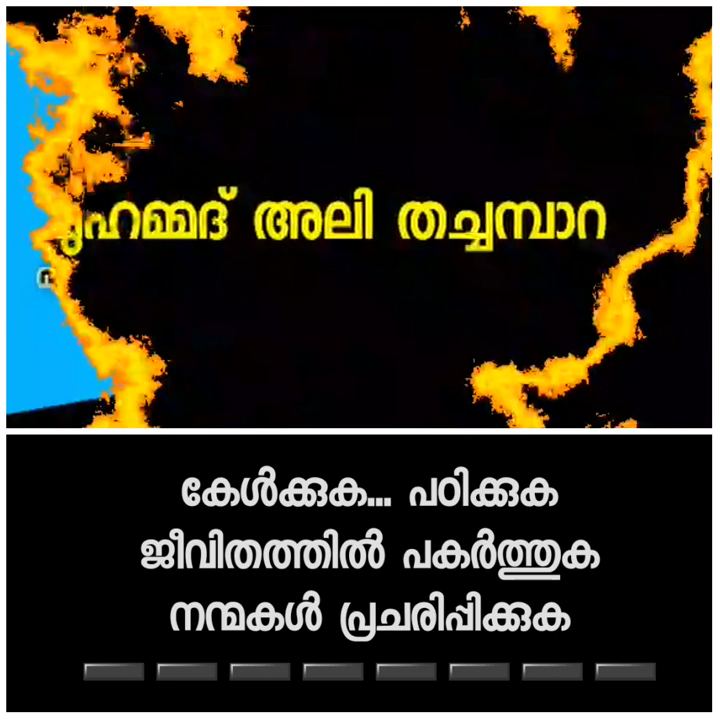 മുഹമ്മദ് അലി തച്ചമ്പാറ
കേൾക്കുക... പഠിക്കുക
ജീവിതത്തിൽ പകർത്തുക
നന്മകൾ പ്രചരിപ്പിക്കുക